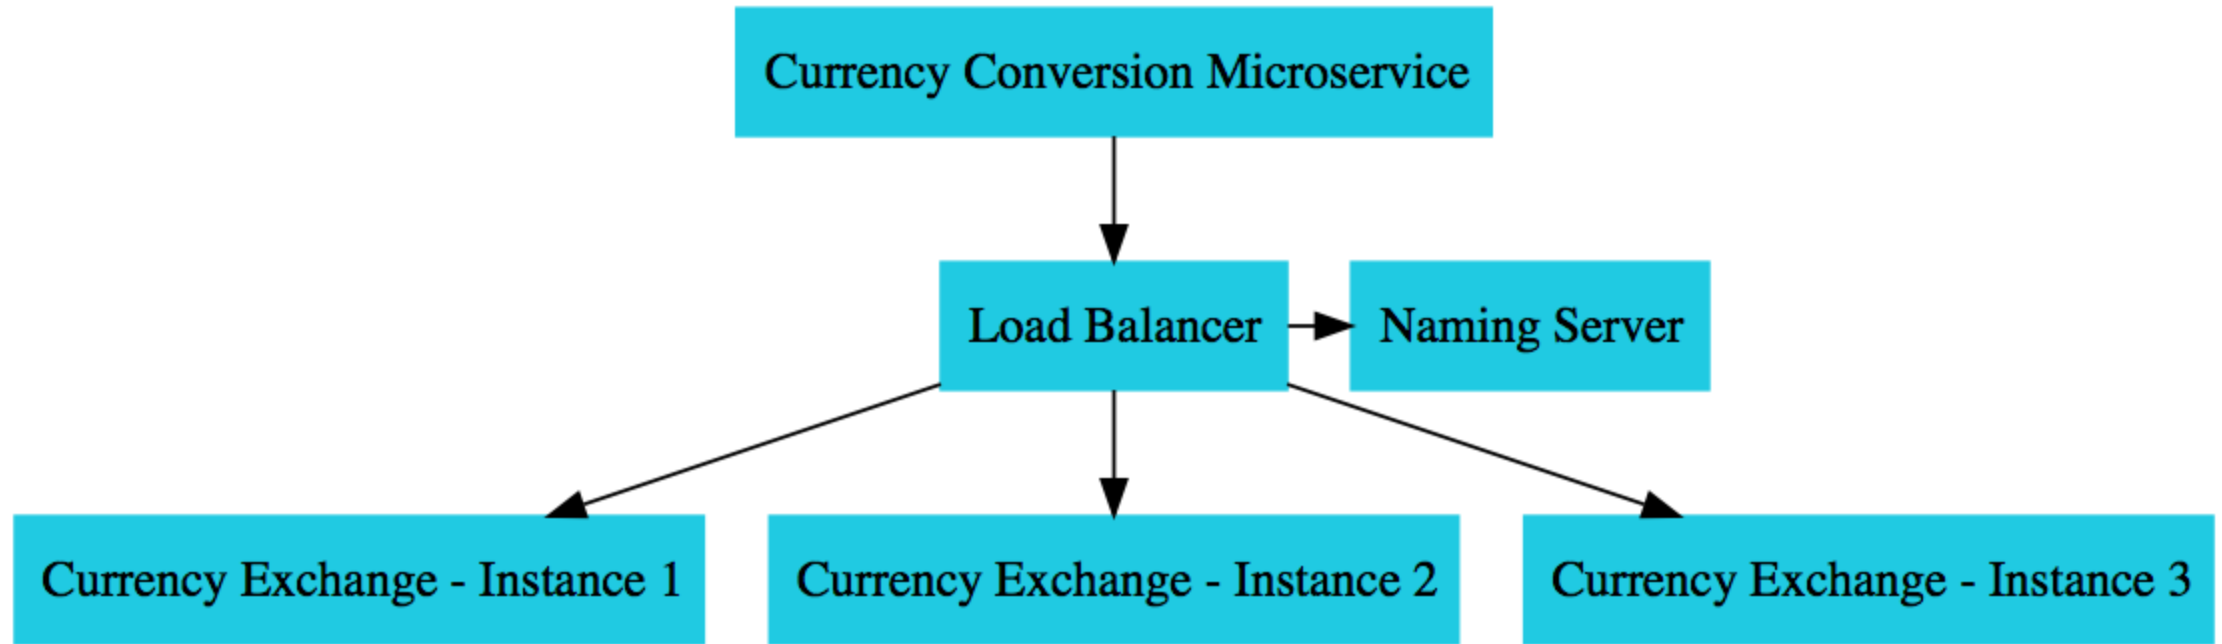 Currency Conversion Microservice
Load Balancer
Naming Server
Currency Exchange - Instance 1
Currency Exchange - Instance 2
Currency Exchange - Instance 3